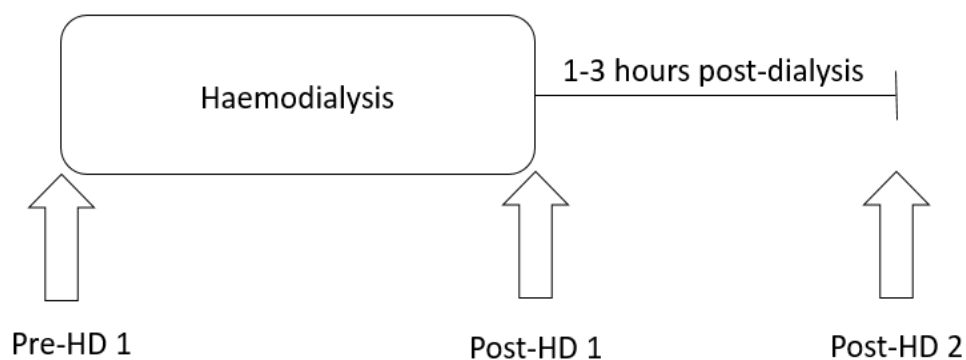 Haemodialysis
1-3 hours post-dialysis
Pre-HD 1
Post-HD 1
Post-HD 2